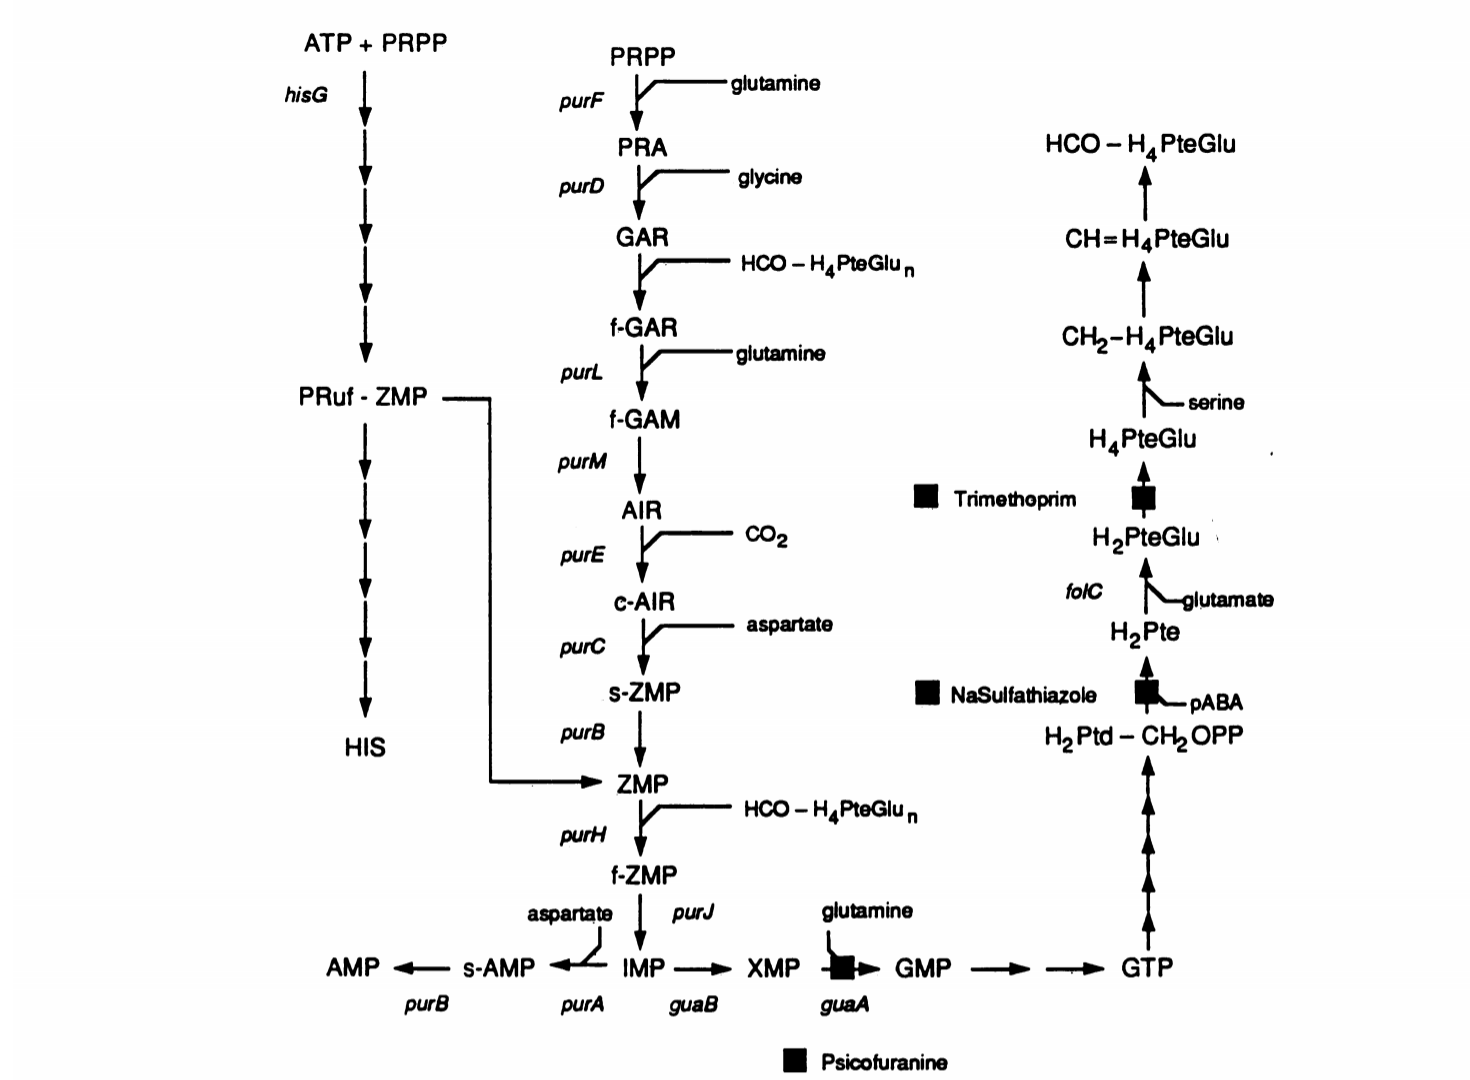 ATP + PRPP
hisG
PRuf - ZMP
HIS
PRPP
glutamine
purF
PRA
glycine
purD
GAR
HCO – H4PteGlun
f-GAR
glutamine
purL
f-GAM
purM
AIR
CO2
purE
c-AIR
aspartate
purC
s-ZMP
purB
ZMP
HCO – H4PteGlun
purH
f-ZMP
aspartate
purJ
glutamine
AMP
s-AMP
IMP
XMP
GMP
GTP
purB
purA
guaB
guaA
Psicofuranine
HCO – H4PteGlu
CH=H4PteGlu
CH2–H4PteGlu
serine
H4PteGlu
Trimethoprim
H2PteGlu
folC
glutamate
H2Pte
NaSulfathiazole
pABA
H2Ptd – CH2OPP